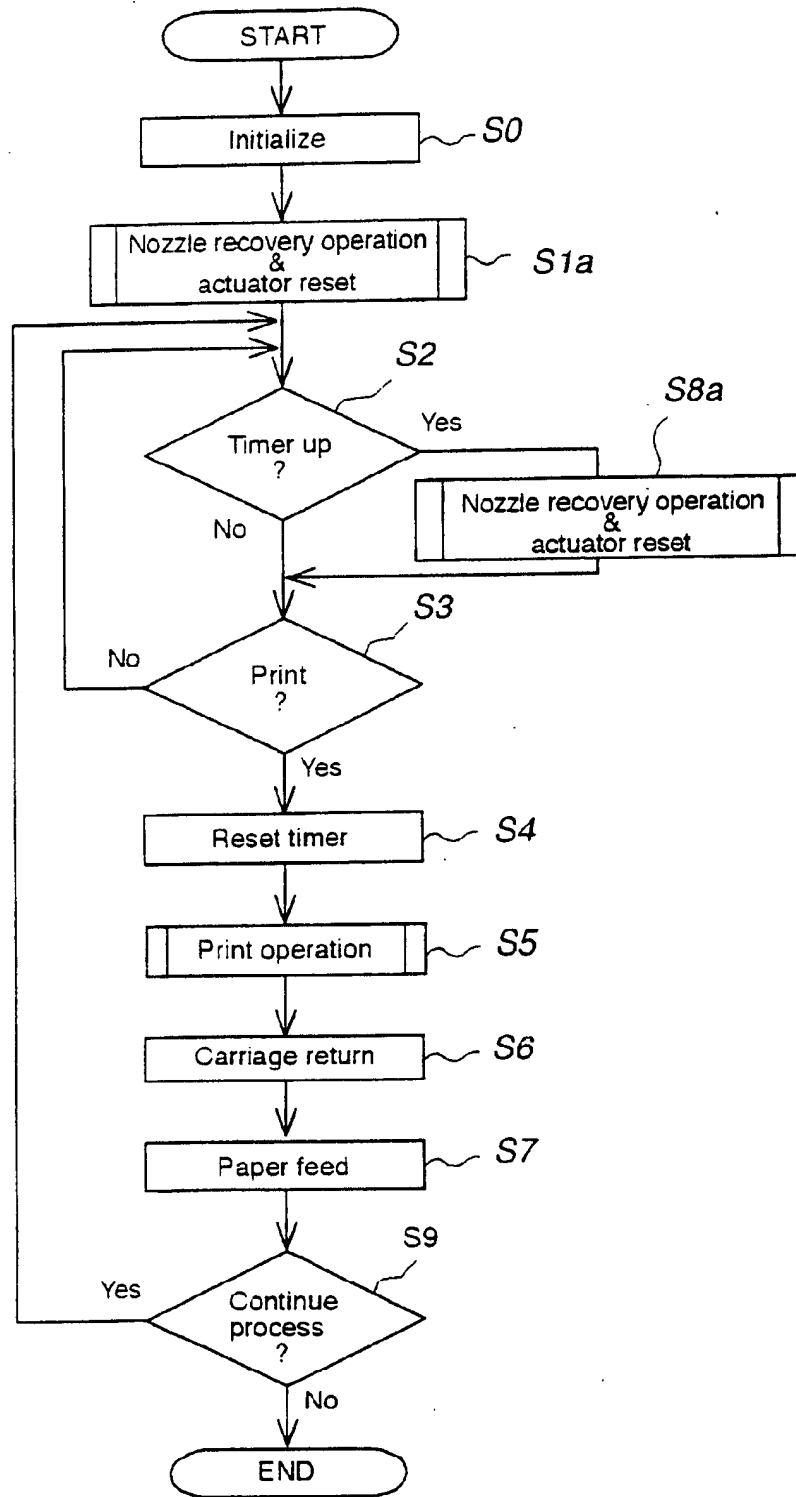 START
Initialize
S0
Nozzle recovery operation
&
actuator reset
S1a
S2
Timer up
?
Yes
No
S8a
Nozzle recovery operation
&
actuator reset
S3
Print
?
No
Yes
Reset timer
S4
Print operation
S5
Carriage return
S6
Paper feed
S7
S9
Continue
process
?
Yes
No
END